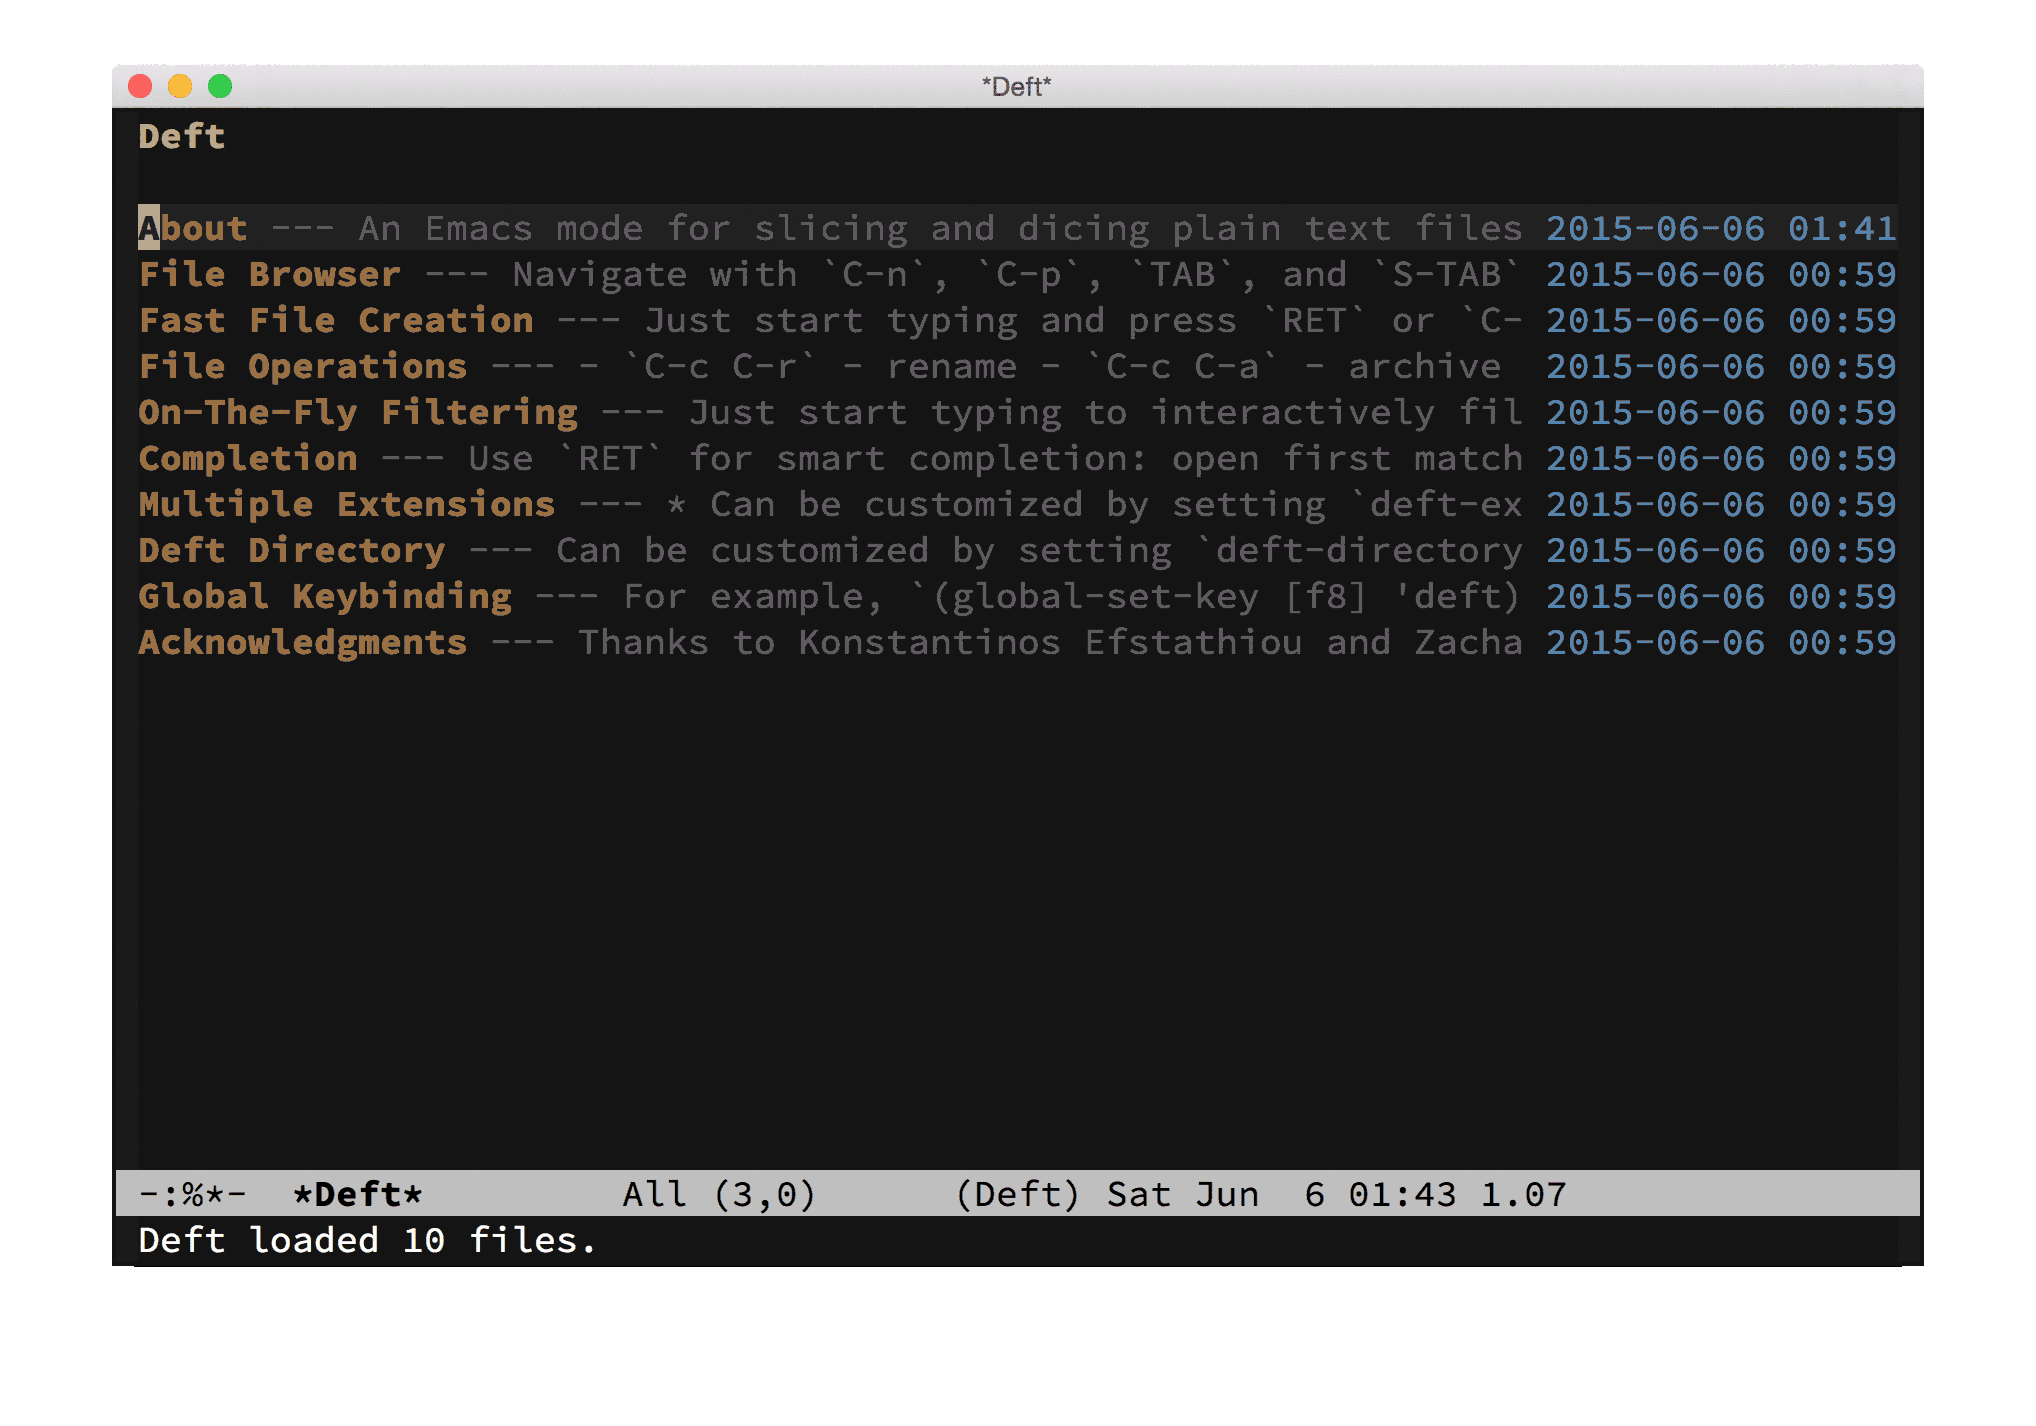 *Deft*
Deft
About --- An Emacs mode for slicing and dicing plain text files 2015-06-06 01:41
File Browser --- Navigate with `C-n`, `C-p`, `TAB`, and `S-TAB` 2015-06-06 00:59
Fast File Creation --- Just start typing and press `RET` or `C- 2015-06-06 00:59
File Operations --- - `C-c C-r` - rename - `C-c C-a` - archive 2015-06-06 00:59
On-The-Fly Filtering --- Just start typing to interactively fil 2015-06-06 00:59
Completion --- Use `RET` for smart completion: open first match 2015-06-06 00:59
Multiple Extensions --- * Can be customized by setting `deft-ex 2015-06-06 00:59
Deft Directory --- Can be customized by setting `deft-directory 2015-06-06 00:59
Global Keybinding --- For example, `(global-set-key [f8] 'deft) 2015-06-06 00:59
Acknowledgments --- Thanks to Konstantinos Efstathiou and Zacha 2015-06-06 00:59
-:%*-  *Deft*         All (3,0)      (Deft) Sat Jun  6 01:43 1.07
Deft loaded 10 files.